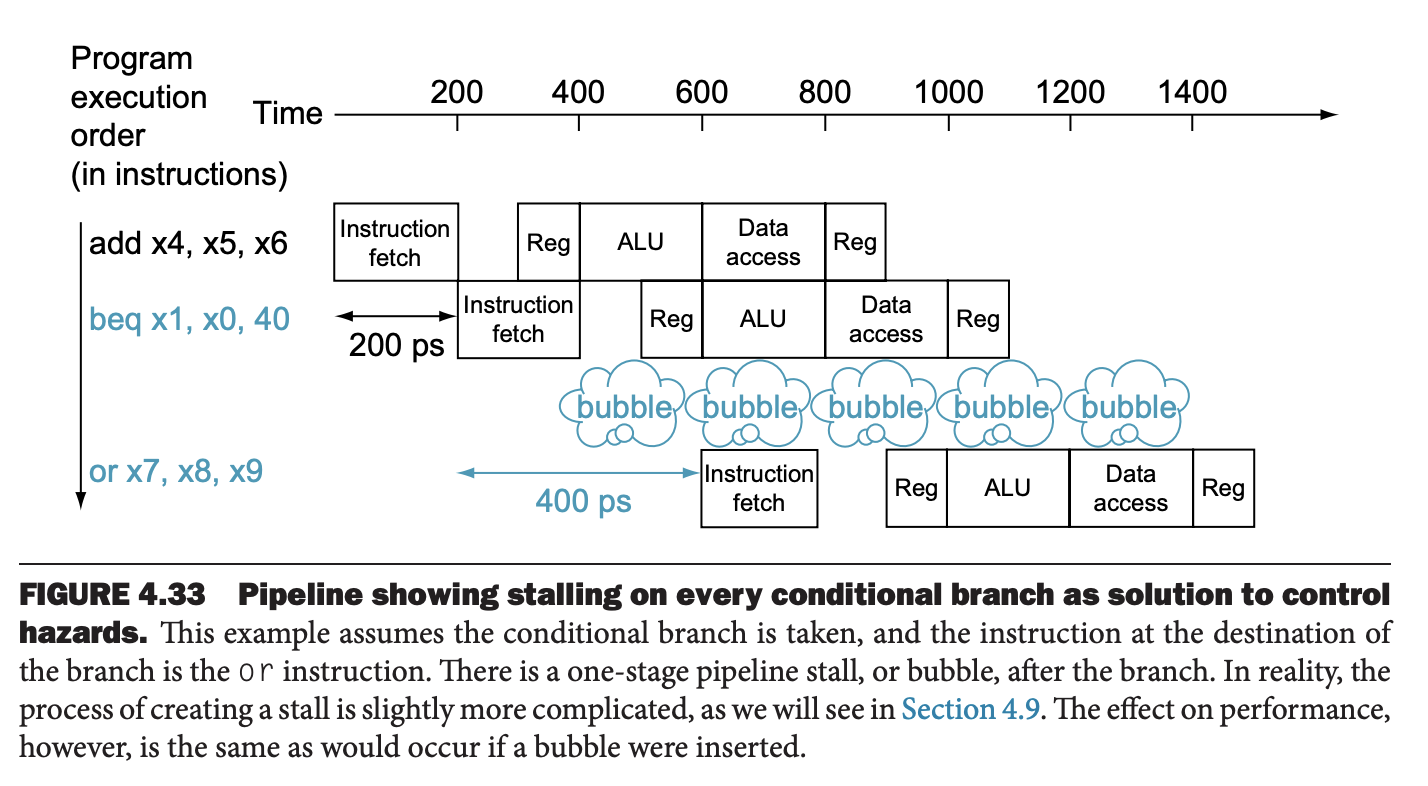 Program
execution
order
(in instructions)
Time
200 400 600 800 1000 1200 1400
add x4, x5, x6
Instruction
fetch
Reg
ALU
Data
access
Reg
beq x1, x0, 40
200 ps
Instruction
fetch
Reg
ALU
Data
access
Reg
bubble bubble bubble bubble bubble
or x7, x8, x9
400 ps
Instruction
fetch
Reg
ALU
Data
access
Reg
FIGURE 4.33 Pipeline showing stalling on every conditional branch as solution to control
hazards. This example assumes the conditional branch is taken, and the instruction at the destination of
the branch is the or instruction. There is a one-stage pipeline stall, or bubble, after the branch. In reality, the
process of creating a stall is slightly more complicated, as we will see in Section 4.9. The effect on performance,
however, is the same as would occur if a bubble were inserted.